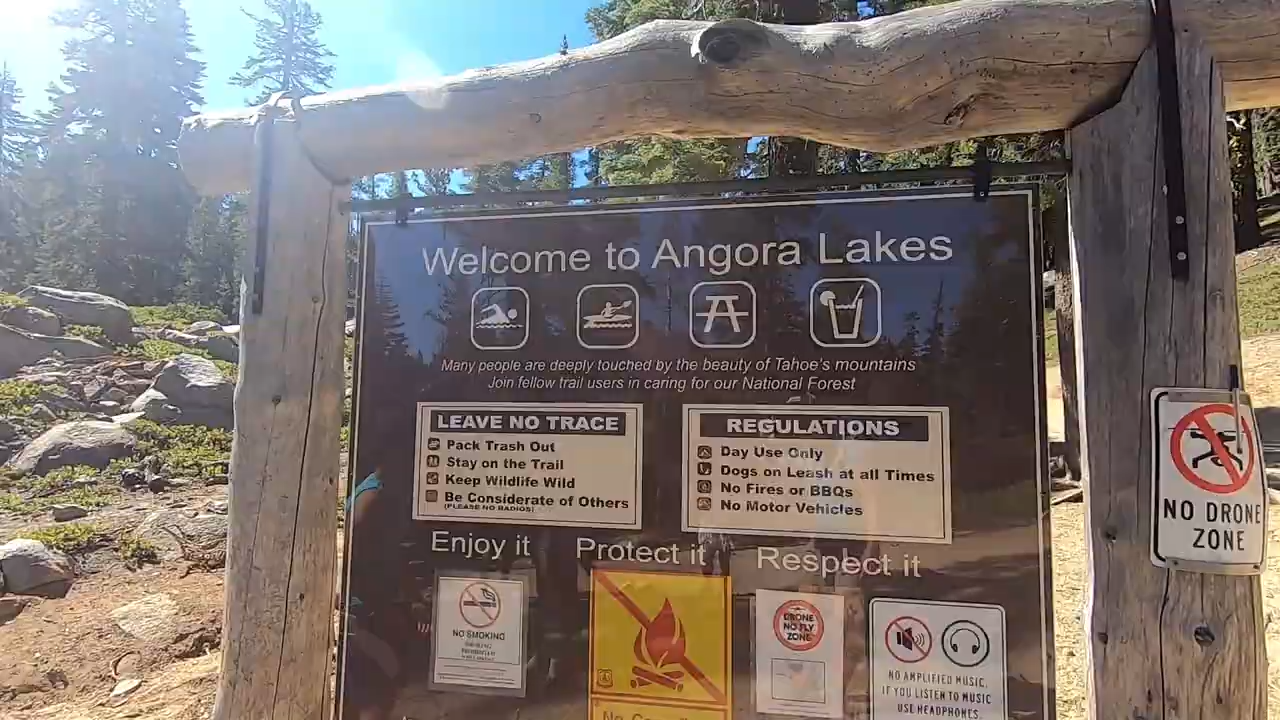 Welcome to Angora Lakes
Many people are deeply touched by the beauty of Tahoe's mountains
Join fellow trail users in caring for our National Forest
LEAVE NO TRACE
Pack Trash Out
Stay on the Trail
Keep Wildlife Wild
Be Considerate of Others
(PLEASE NO RADIOS)
REGULATIONS
Day Use Only
Dogs on Leash at all Times
No Fires or BBQs
No Motor Vehicles
NO DRONE
ZONE
Enjoy it Protect it Respect it
NO SMOKING
DRONE
NO FLY
ZONE
NO AMPLIFIED MUSIC.
IF YOU LISTEN TO MUSIC
USE HEADPHONES.
No